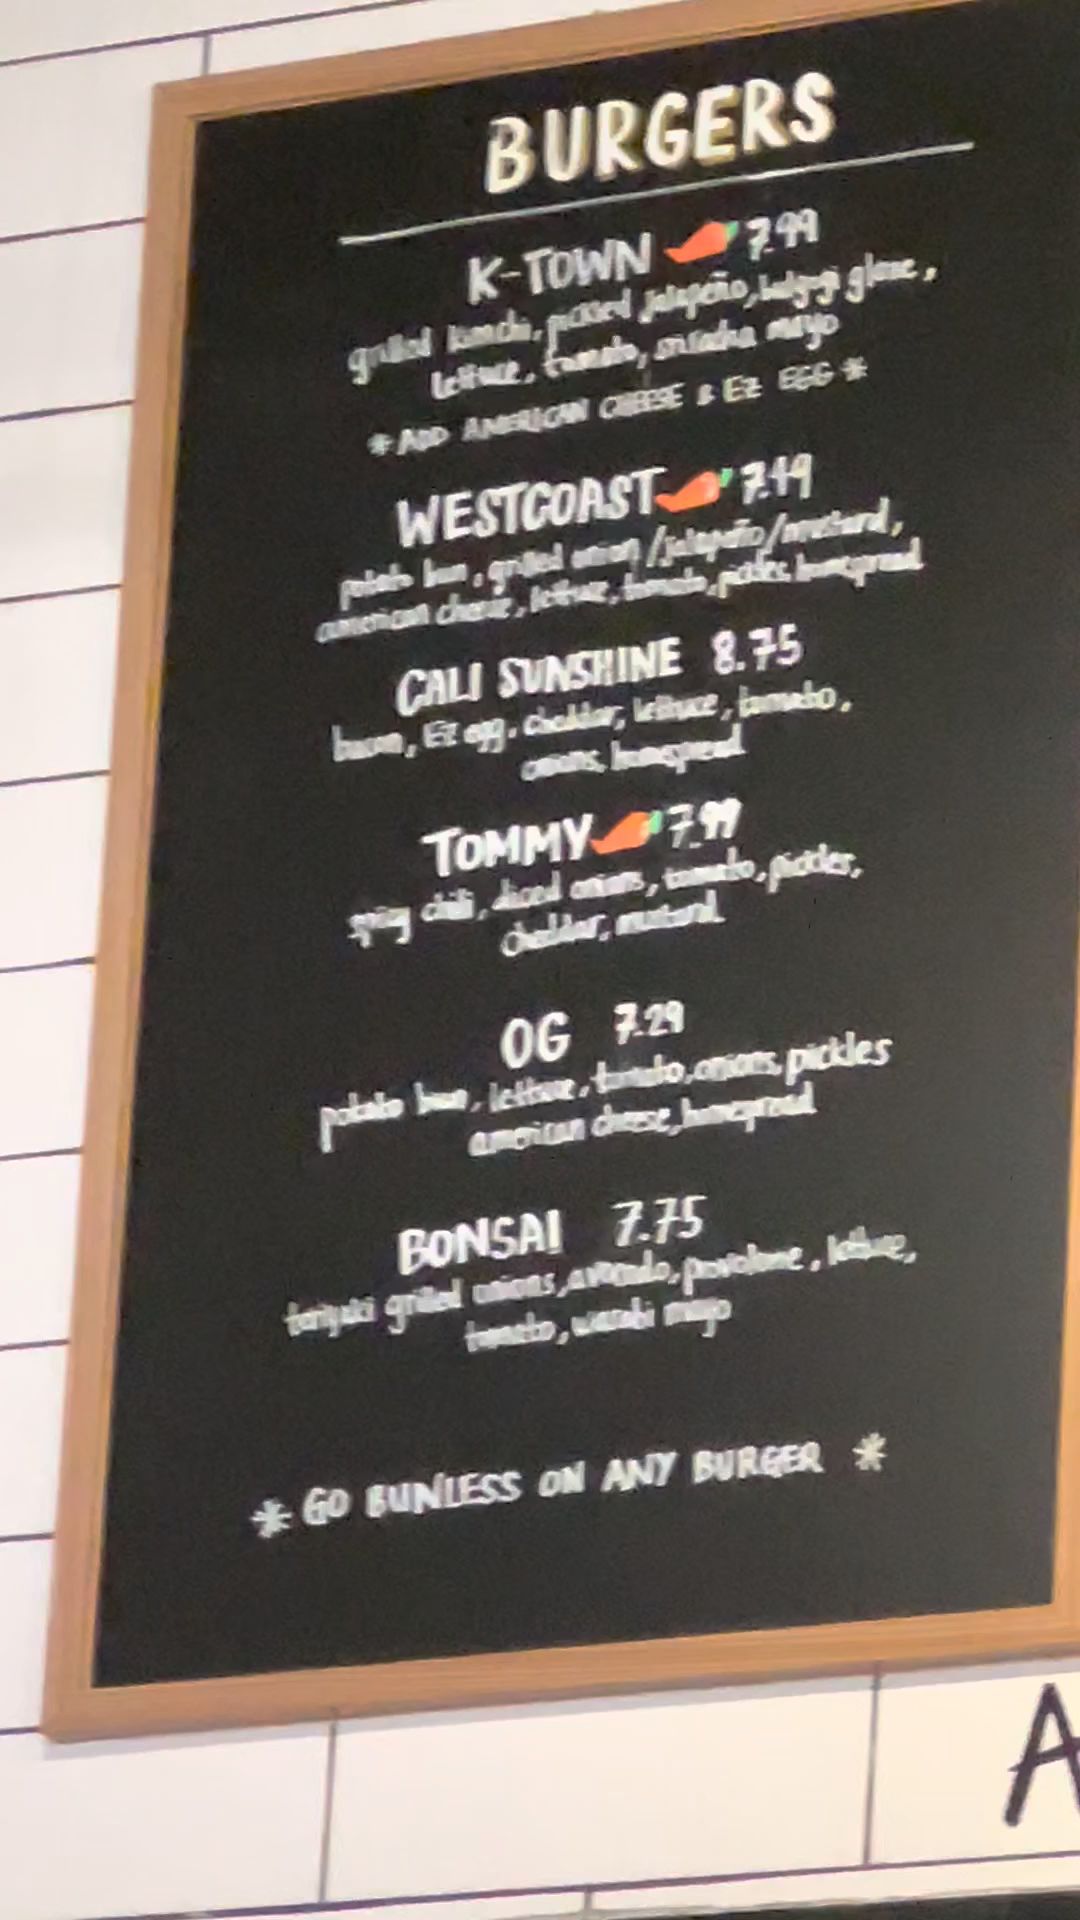 BURGERS
K-TOWN 7.99
grilled kimchi, pickled jalapeño, bulgogi glaze,
lettuce, tomato, sriracha mayo
*ADD AMERICAN CHEESE & EZ EGG*
WESTCOAST 7.49
potato bun, grilled onion/jalapeño/mustard,
american cheese, lettuce, tomato, pickles, housespread
CALI SUNSHINE 8.75
bacon, EZ egg, cheddar, lettuce, tomato,
onions, housespread
TOMMY 7.99
spicy chili, diced onions, tomato, pickles,
cheddar, mustard
OG 7.29
potato bun, lettuce, tomato, onions, pickles
american cheese, housespread
BONSAI 7.75
teriyaki grilled onions, avocado, provolone, lettuce,
tomato, wasabi mayo
* GO BUNLESS ON ANY BURGER *
A